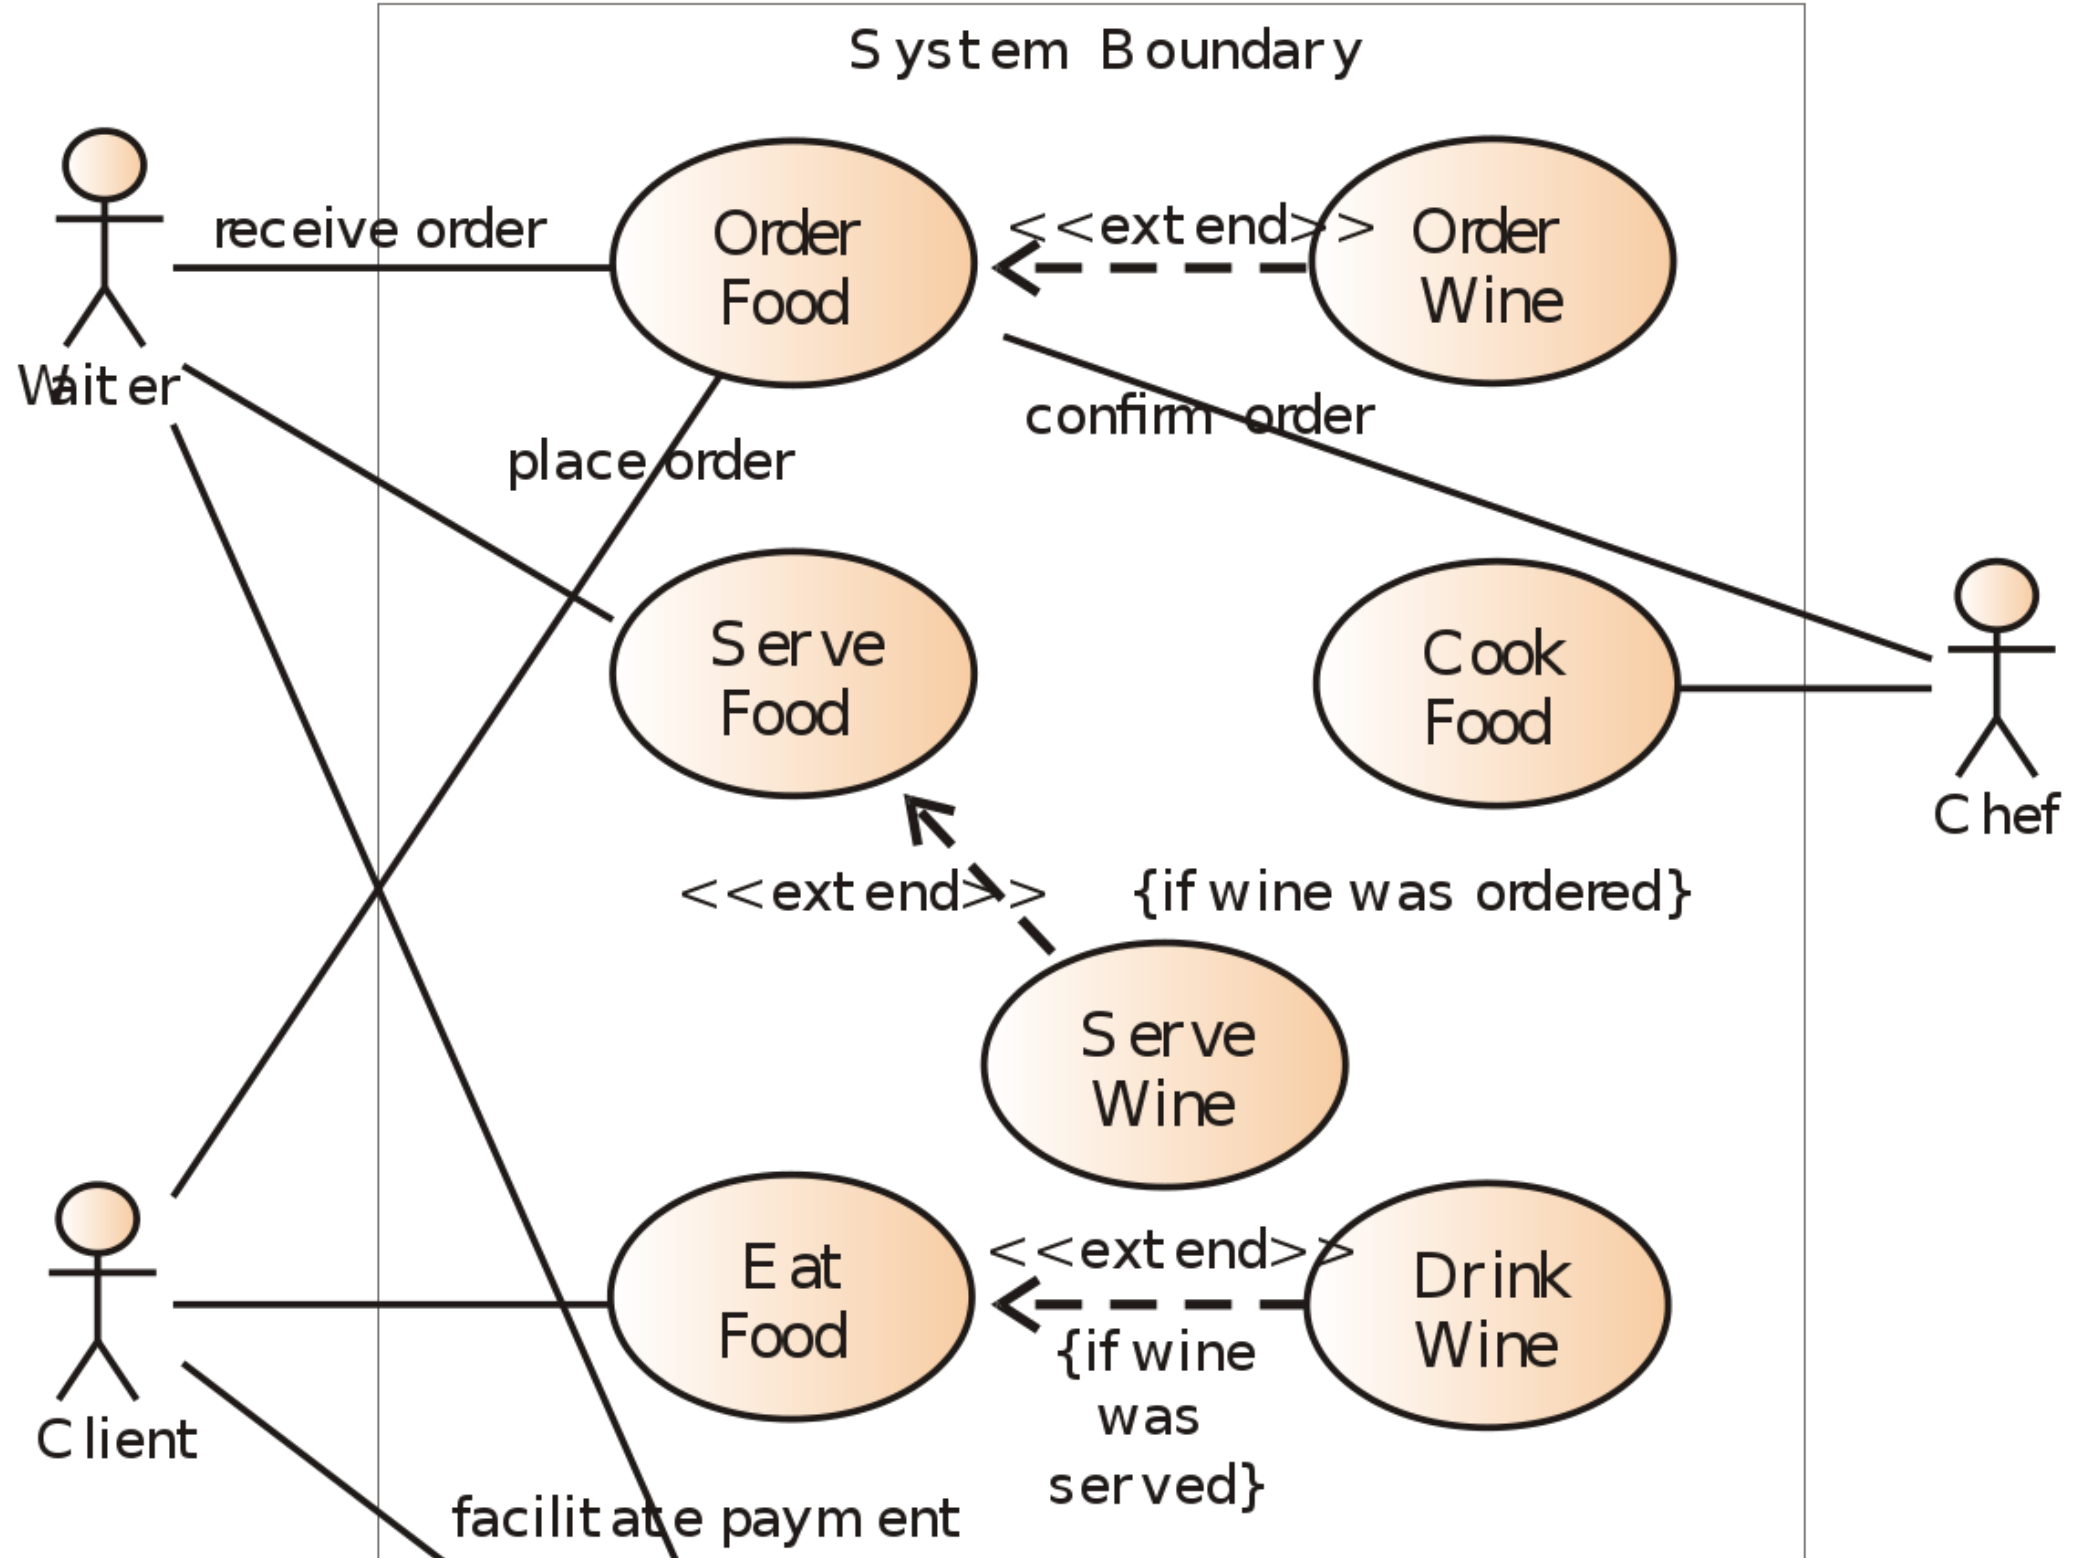 System Boundary
receive order
Order
Food
<<extend>>
Order
Wine
Waiter
place order
confirm order
Serve
Food
Cook
Food
Chef
<<extend>>
{if wine was ordered}
Serve
Wine
Eat
Food
<<extend>>
Drink
Wine
{if wine
was
served}
Client
facilitate payment